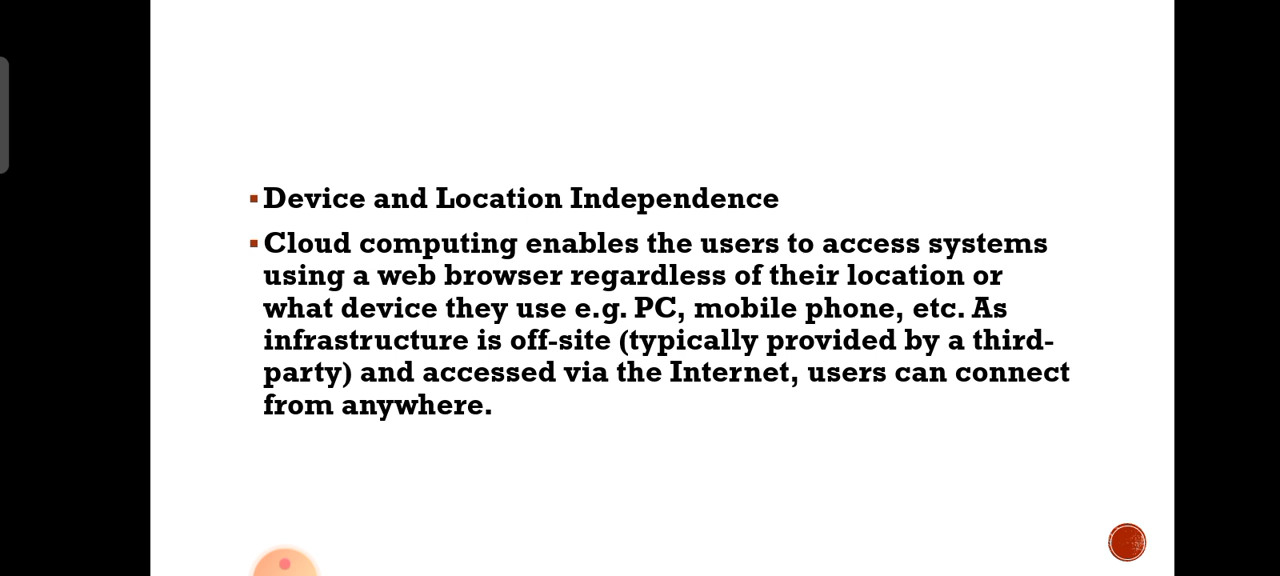 Device and Location Independence
Cloud computing enables the users to access systems
using a web browser regardless of their location or
what device they use e.g. PC, mobile phone, etc. As
infrastructure is off-site (typically provided by a third-
party) and accessed via the Internet, users can connect
from anywhere.